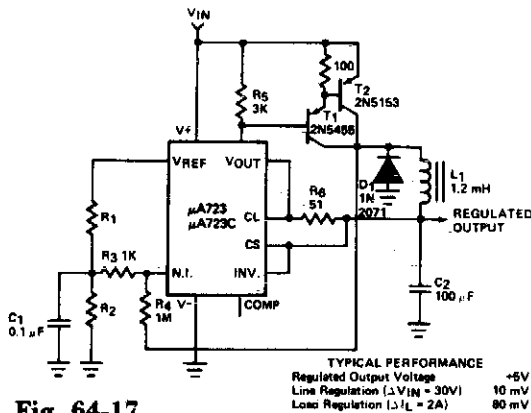 VIN
100
T2
2N5153
R5
3K
T1
V+
VREF
VOUT
R1
μA723
μA723C
CL
R6
51
D1
1N
2071
L1
1.2 mH
REGULATED
OUTPUT
CS
R3 1K
N.I.
INV.
C1
0.1 μF
R2
R4
1M
V-
COMP
C2
100 μF
TYPICAL PERFORMANCE
Regulated Output Voltage +5V
Line Regulation (ΔVIN = 30V) 10 mV
Load Regulation (ΔIL = 2A) 80 mV
Fig. 64-17